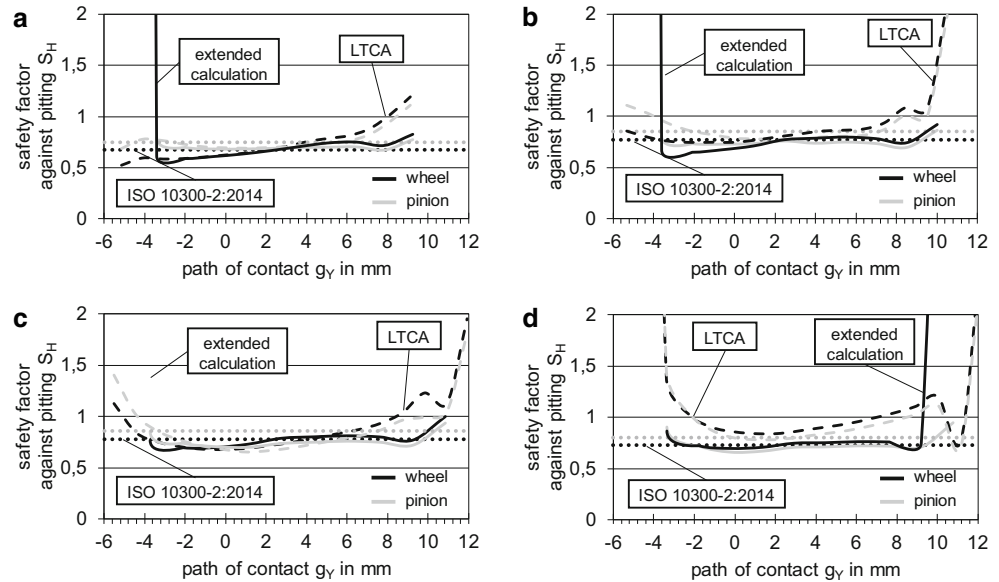 a
safety factor
against pitting S_H
2
1,5
1
0,5
0
extended
calculation
LTCA
ISO 10300-2:2014
wheel
pinion
-6 -4 -2 0 2 4 6 8 10 12
path of contact g_Y in mm
b
safety factor
against pitting S_H
2
1,5
1
0,5
0
extended
calculation
LTCA
ISO 10300-2:2014
wheel
pinion
-6 -4 -2 0 2 4 6 8 10 12
path of contact g_Y in mm
c
safety factor
against pitting S_H
2
1,5
1
0,5
0
extended
calculation
LTCA
ISO 10300-2:2014
wheel
pinion
-6 -4 -2 0 2 4 6 8 10 12
path of contact g_Y in mm
d
safety factor
against pitting S_H
2
1,5
1
0,5
0
LTCA
extended
calculation
ISO 10300-2:2014
wheel
pinion
-6 -4 -2 0 2 4 6 8 10 12
path of contact g_Y in mm